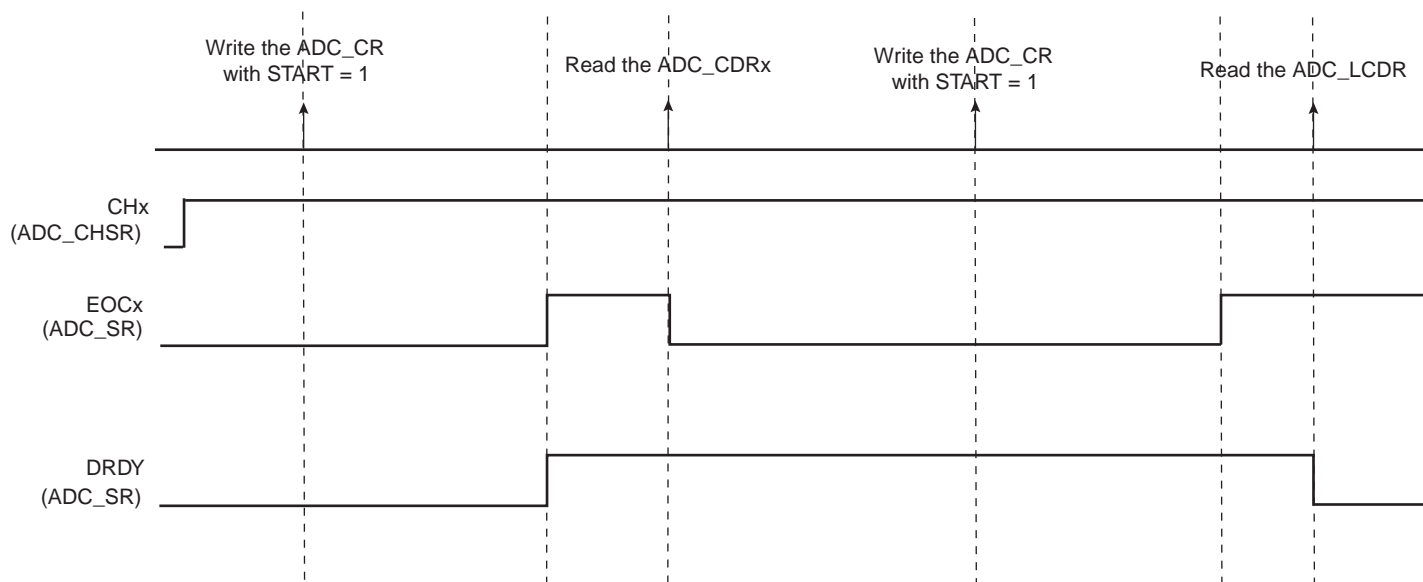 Write the ADC_CR
with START = 1
Read the ADC_CDRx
Write the ADC_CR
with START = 1
Read the ADC_LCDR
CHx
(ADC_CHSR)
EOCx
(ADC_SR)
DRDY
(ADC_SR)